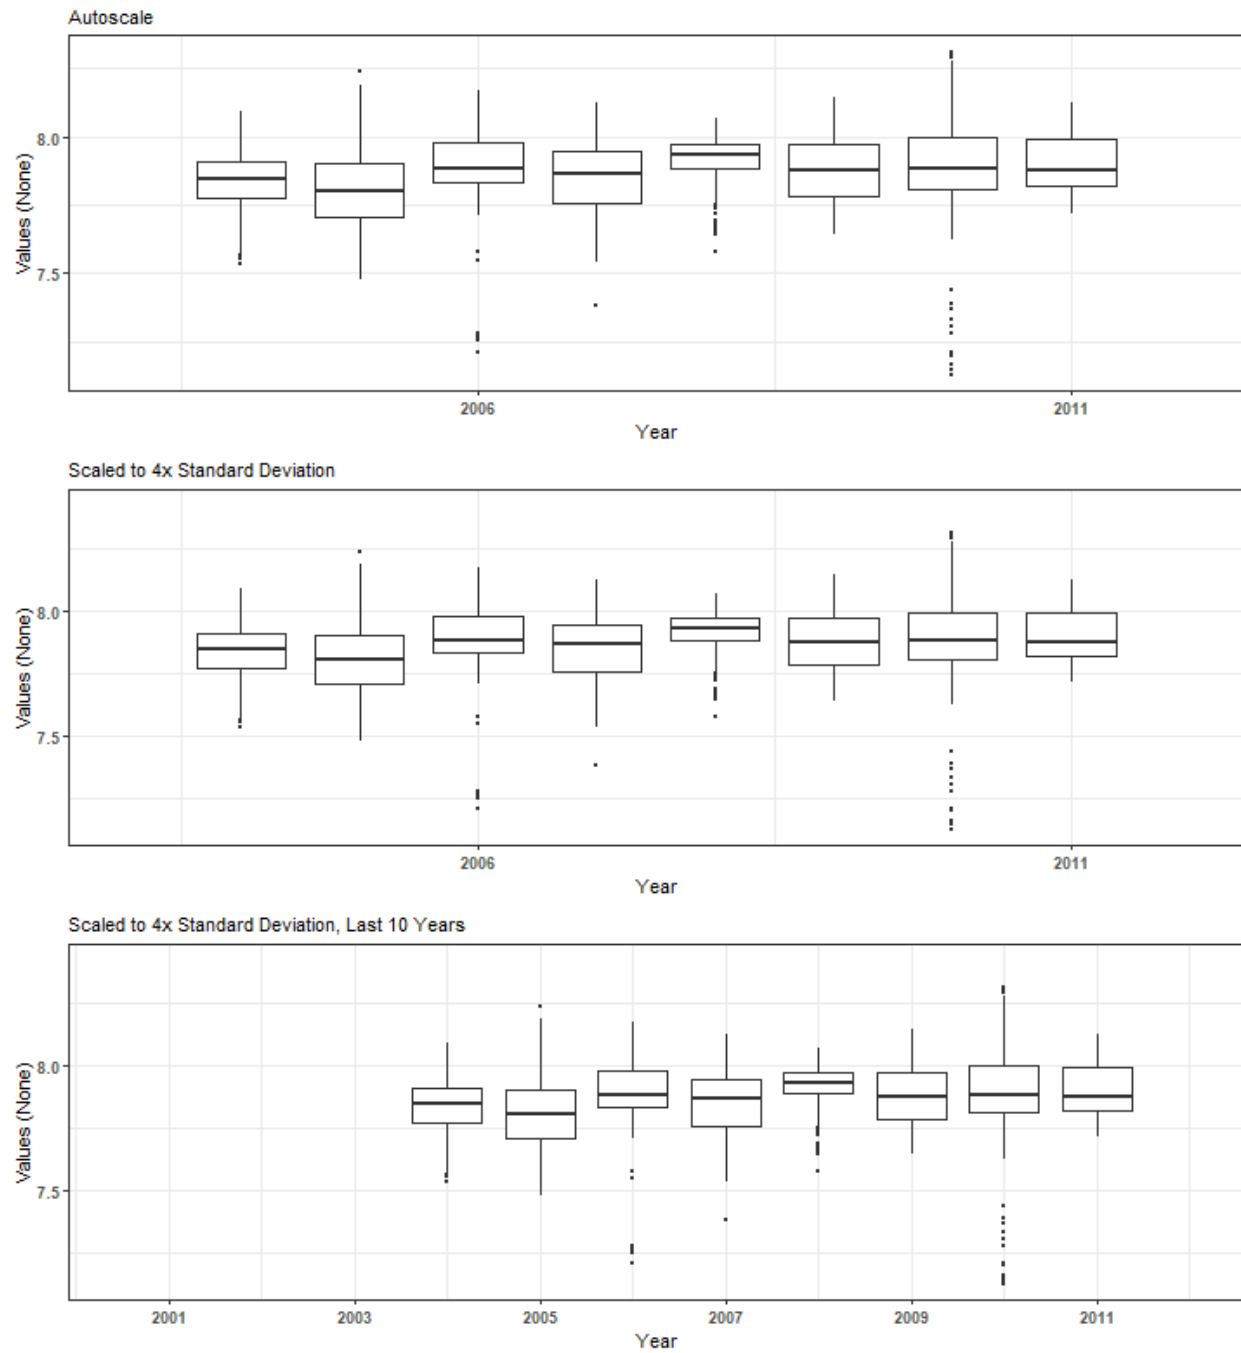 Autoscale
Values (None)
8.0
7.5
2006 2011
Year
Scaled to 4x Standard Deviation
Values (None)
8.0
7.5
2006 2011
Year
Scaled to 4x Standard Deviation, Last 10 Years
Values (None)
8.0
7.5
2001 2003 2005 2007 2009 2011
Year